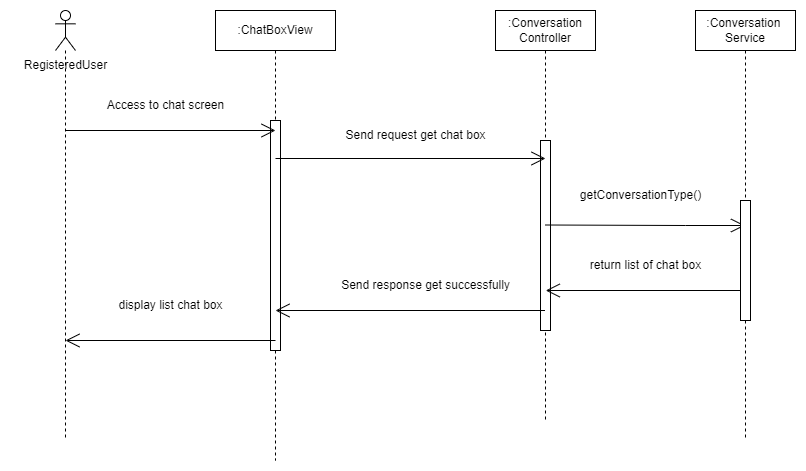 :ChatBoxView
:Conversation
Controller
:Conversation
Service
RegisteredUser
Access to chat screen
Send request get chat box
getConversationType()
return list of chat box
Send response get successfully
display list chat box